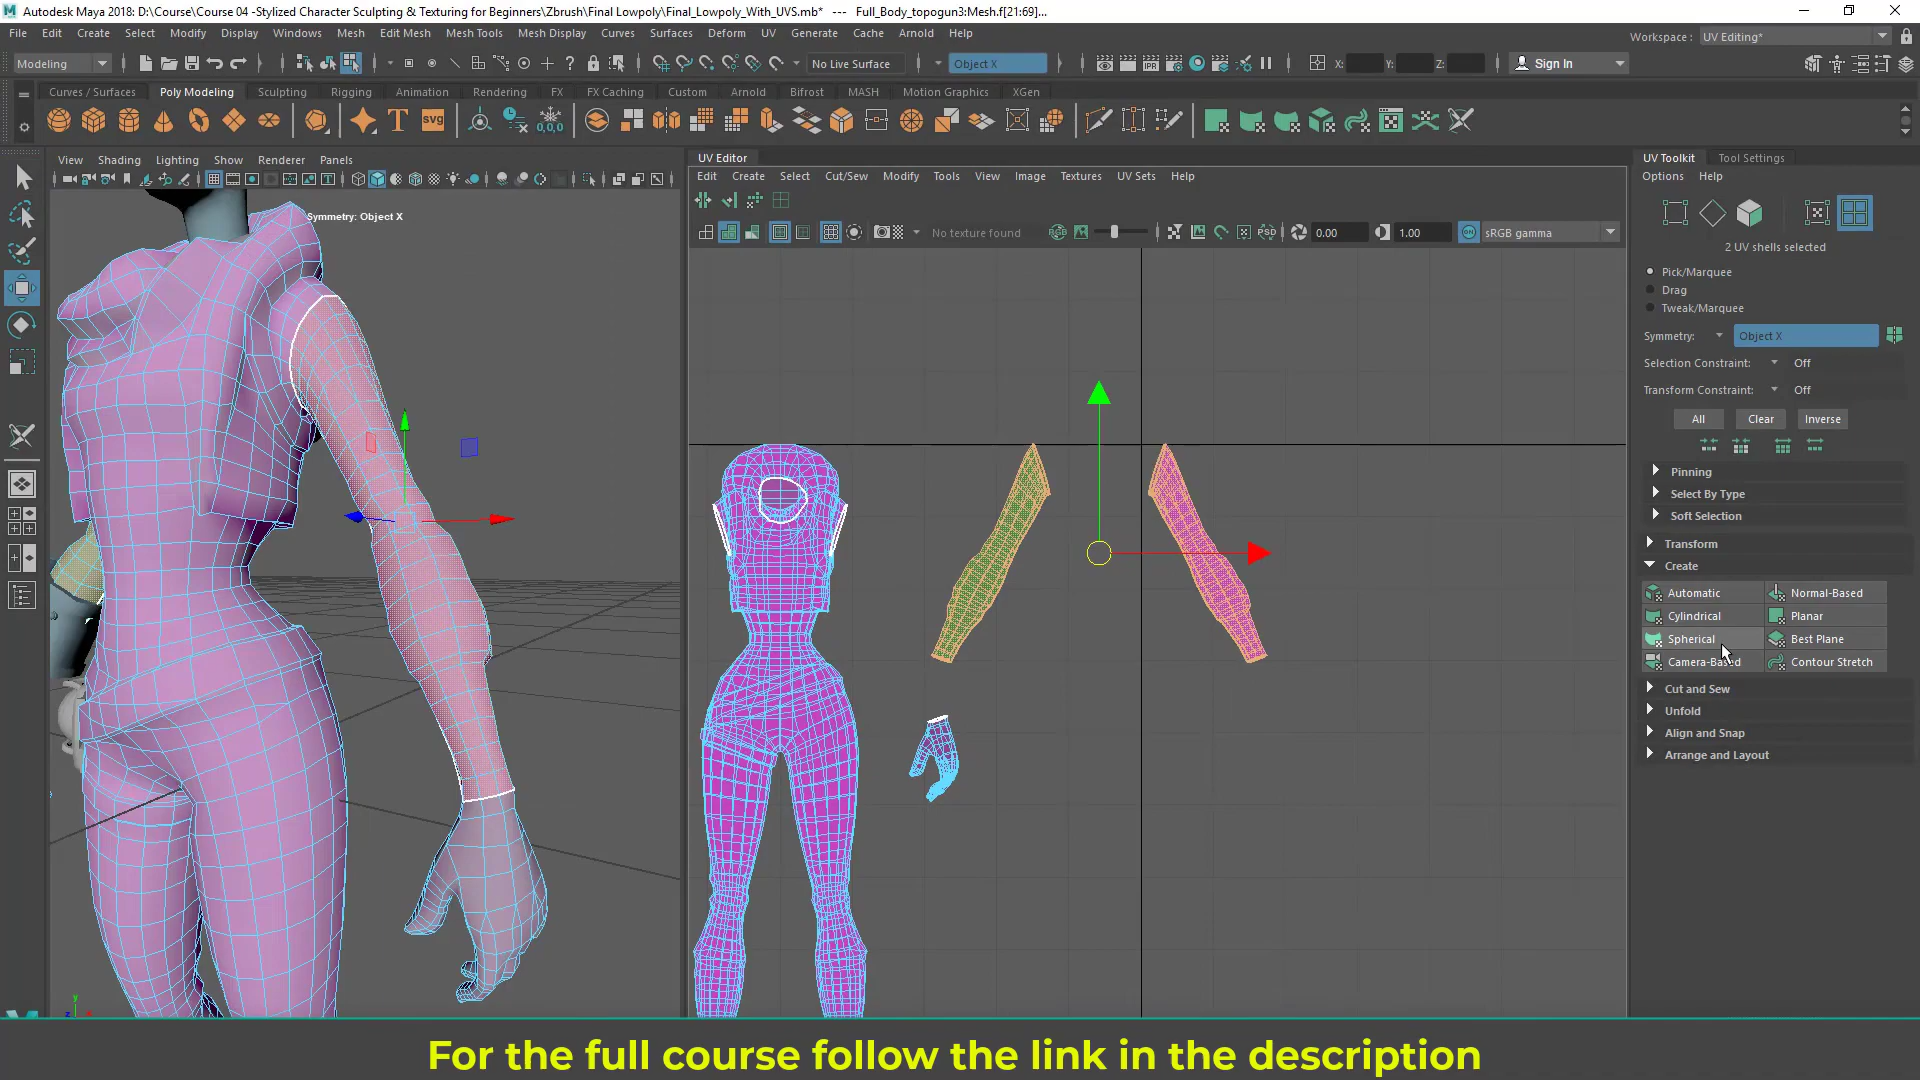 Autodesk Maya 2018: D:\Course\Course 04 -Stylized Character Sculpting & Texturing for Beginners\Zbrush\Final Lowpoly\Final_Lowpoly_With_UVS.mb* --- Full_Body_topogun3:Mesh.f[21:69]...
File Edit Create Select Modify Display Windows Mesh Edit Mesh Mesh Tools Mesh Display Curves Surfaces Deform UV Generate Cache Arnold Help
Workspace : UV Editing*
Modeling No Live Surface Object X X: Y: Z: Sign In
Curves / Surfaces Poly Modeling Sculpting Rigging Animation Rendering FX FX Caching Custom Arnold Bifrost MASH Motion Graphics XGen
T svg 0,0,0
View Shading Lighting Show Renderer Panels
Symmetry: Object X
UV Editor
Edit Create Select Cut/Sew Modify Tools View Image Textures UV Sets Help
No texture found 0.00 1.00 ON sRGB gamma
UV Toolkit Tool Settings
Options Help
2 UV shells selected
Pick/Marquee
Drag
Tweak/Marquee
Symmetry: Object X
Selection Constraint: Off
Transform Constraint: Off
All Clear Inverse
Pinning
Select By Type
Soft Selection
Transform
Create
Automatic Normal-Based
Cylindrical Planar
Spherical Best Plane
Camera-Based Contour Stretch
Cut and Sew
Unfold
Align and Snap
Arrange and Layout
For the full course follow the link in the description